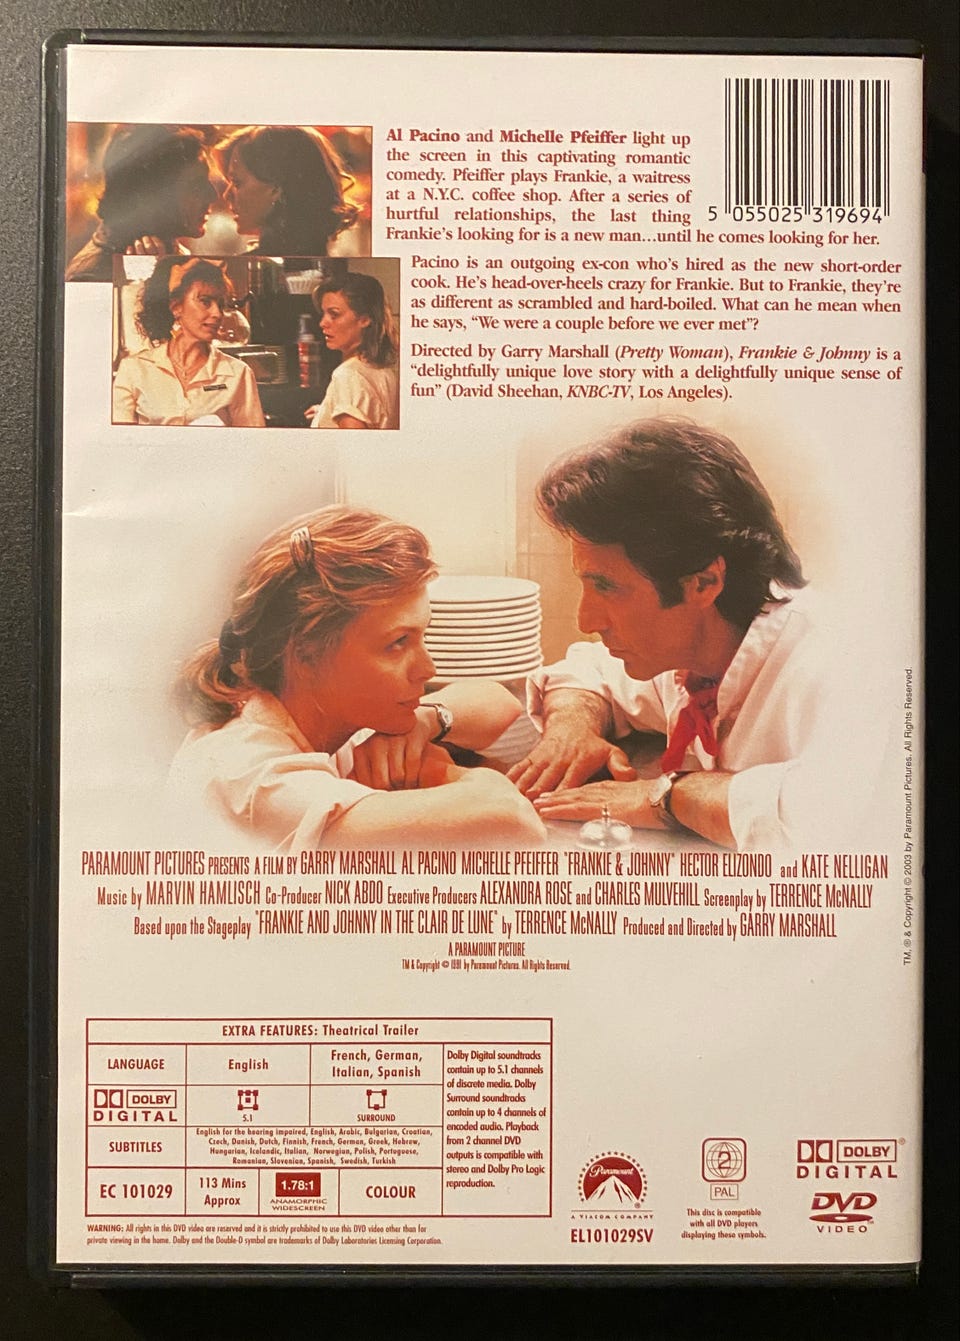 Al Pacino and Michelle Pfeiffer light up
the screen in this captivating romantic
comedy. Pfeiffer plays Frankie, a waitress
at a N.Y.C. coffee shop. After a series of
hurtful relationships, the last thing
Frankie's looking for is a new man...until he comes looking for her.
5 055025 319694
Pacino is an outgoing ex-con who's hired as the new short-order
cook. He's head-over-heels crazy for Frankie. But to Frankie, they're
as different as scrambled and hard-boiled. What can he mean when
he says, "We were a couple before we ever met"?
Directed by Garry Marshall (Pretty Woman), Frankie & Johnny is a
"delightfully unique love story with a delightfully unique sense of
fun" (David Sheehan, KNBC-TV, Los Angeles).
TM, ® & Copyright © 2003 by Paramount Pictures. All Rights Reserved.
PARAMOUNT PICTURES PRESENTS A FILM BY GARRY MARSHALL AL PACINO MICHELLE PFEIFFER "FRANKIE & JOHNNY" HECTOR ELIZONDO and KATE NELLIGAN
Music by MARVIN HAMLISCH Co-Producer NICK ABDO Executive Producers ALEXANDRA ROSE and CHARLES MULVEHILL Screenplay by TERRENCE McNALLY
Based upon the Stageplay "FRANKIE AND JOHNNY IN THE CLAIR DE LUNE" by TERRENCE McNALLY Produced and Directed by GARRY MARSHALL
A PARAMOUNT PICTURE
TM & Copyright © 1991 by Paramount Pictures. All Rights Reserved.
EXTRA FEATURES: Theatrical Trailer
LANGUAGE
English
French, German,
Italian, Spanish
DOLBY
DIGITAL
5.1
SURROUND
SUBTITLES
English for the hearing impaired, English, Arabic, Bulgarian, Croatian,
Czech, Danish, Dutch, Finnish, French, German, Greek, Hebrew,
Hungarian, Icelandic, Italian, Norwegian, Polish, Portuguese,
Romanian, Slovenian, Spanish, Swedish, Turkish
EC 101029
113 Mins
Approx
1.78:1
ANAMORPHIC
WIDESCREEN
COLOUR
Dolby Digital soundtracks
contain up to 5.1 channels
of discrete media. Dolby
Surround soundtracks
contain up to 4 channels of
encoded audio. Playback
from 2 channel DVD
outputs is compatible with
stereo and Dolby Pro Logic
reproduction.
WARNING: All rights in this DVD video are reserved and it is strictly prohibited to use this DVD video other than for
private viewing in the home. Dolby and the Double-D symbol are trademarks of Dolby Laboratories Licensing Corporation.
Paramount
A VIACOM COMPANY
EL101029SV
2
PAL
This disc is compatible
with all DVD players
displaying these symbols.
DOLBY
DIGITAL
DVD
VIDEO